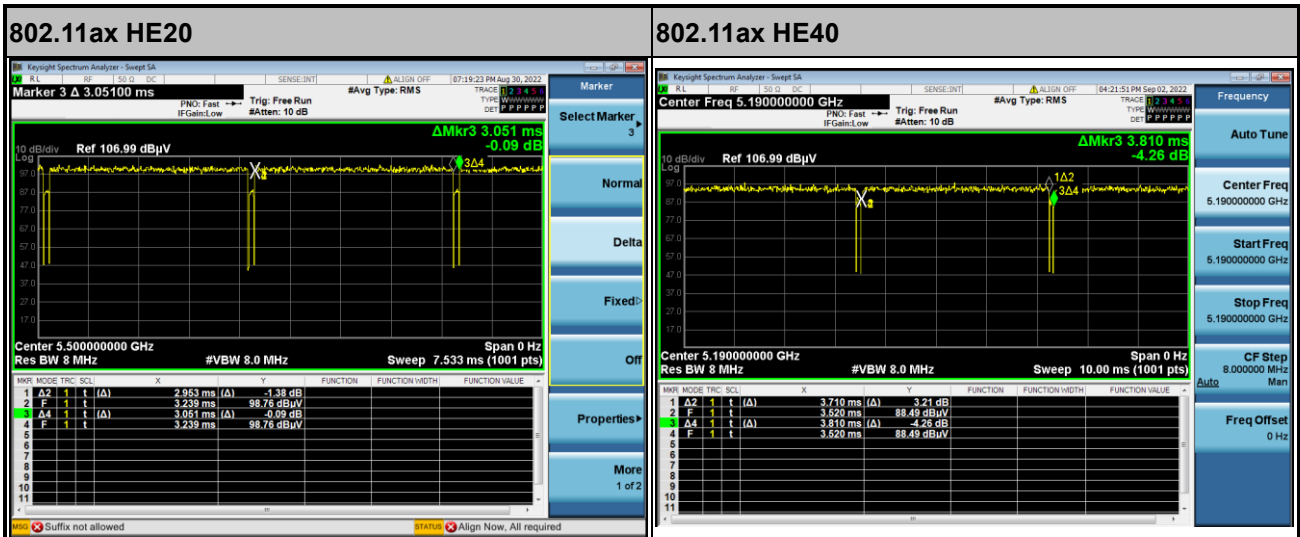 802.11ax HE20
Keysight Spectrum Analyzer - Swept SA
RL RF 50 Ω DC SENSE:INT ALIGN OFF 07:19:23 PM Aug 30, 2022
Marker 3 Δ 3.05100 ms
PNO: Fast
IFGain:Low
Trig: Free Run
#Atten: 10 dB
#Avg Type: RMS
TRACE 1 2 3 4 5 6
TYPE WWWWWW
DET P P P P P P
ΔMkr3 3.051 ms
-0.09 dB
10 dB/div Ref 106.99 dBµV
Log
97.0
87.0
77.0
67.0
57.0
47.0
37.0
27.0
17.0
3Δ4
Center 5.500000000 GHz Span 0 Hz
Res BW 8 MHz #VBW 8.0 MHz Sweep 7.533 ms (1001 pts)
MKR MODE TRC SCL X Y FUNCTION FUNCTION WIDTH FUNCTION VALUE
1 Δ2 1 t (Δ) 2.953 ms (Δ) -1.38 dB
2 F 1 t 3.239 ms 98.76 dBµV
3 Δ4 1 t (Δ) 3.051 ms (Δ) -0.09 dB
4 F 1 t 3.239 ms 98.76 dBµV
5
6
7
8
9
10
11
MSG Suffix not allowed STATUS Align Now, All required
Marker
Select Marker
3
Normal
Delta
Fixed
Off
Properties
More
1 of 2
802.11ax HE40
Keysight Spectrum Analyzer - Swept SA
RL RF 50 Ω DC SENSE:INT ALIGN OFF 04:21:51 PM Sep 02, 2022
Center Freq 5.190000000 GHz
PNO: Fast
IFGain:Low
Trig: Free Run
#Atten: 10 dB
#Avg Type: RMS
TRACE 1 2 3 4 5 6
TYPE WWWWWW
DET P P P P P P
ΔMkr3 3.810 ms
-4.26 dB
10 dB/div Ref 106.99 dBµV
Log
97.0
87.0
77.0
67.0
57.0
47.0
37.0
27.0
17.0
1Δ2
3Δ4
Center 5.190000000 GHz Span 0 Hz
Res BW 8 MHz #VBW 8.0 MHz Sweep 10.00 ms (1001 pts)
MKR MODE TRC SCL X Y FUNCTION FUNCTION WIDTH FUNCTION VALUE
1 Δ2 1 t (Δ) 3.710 ms (Δ) 3.21 dB
2 F 1 t 3.520 ms 88.49 dBµV
3 Δ4 1 t (Δ) 3.810 ms (Δ) -4.26 dB
4 F 1 t 3.520 ms 88.49 dBµV
5
6
7
8
9
10
11
Frequency
Auto Tune
Center Freq
5.190000000 GHz
Start Freq
5.190000000 GHz
Stop Freq
5.190000000 GHz
CF Step
8.000000 MHz
Auto Man
Freq Offset
0 Hz